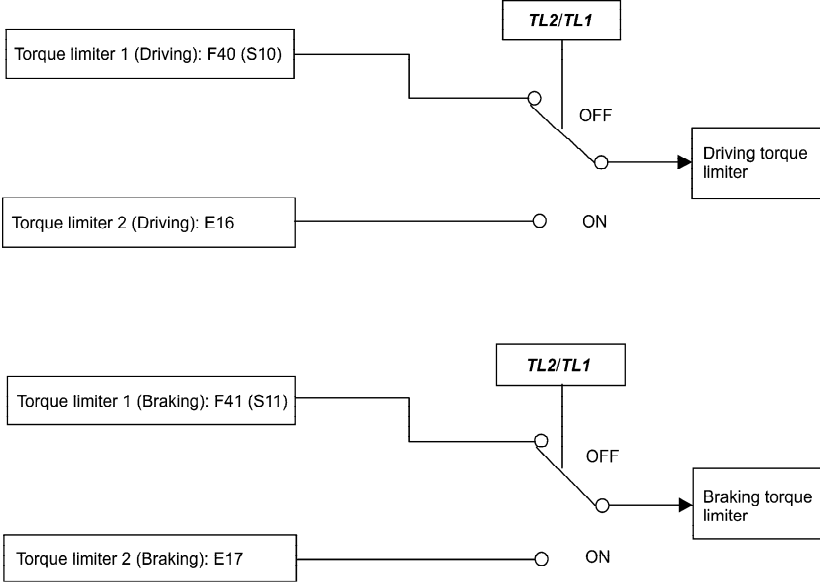 TL2/TL1
Torque limiter 1 (Driving): F40 (S10)
OFF
Driving torque
limiter
Torque limiter 2 (Driving): E16
ON
TL2/TL1
Torque limiter 1 (Braking): F41 (S11)
OFF
Braking torque
limiter
Torque limiter 2 (Braking): E17
ON